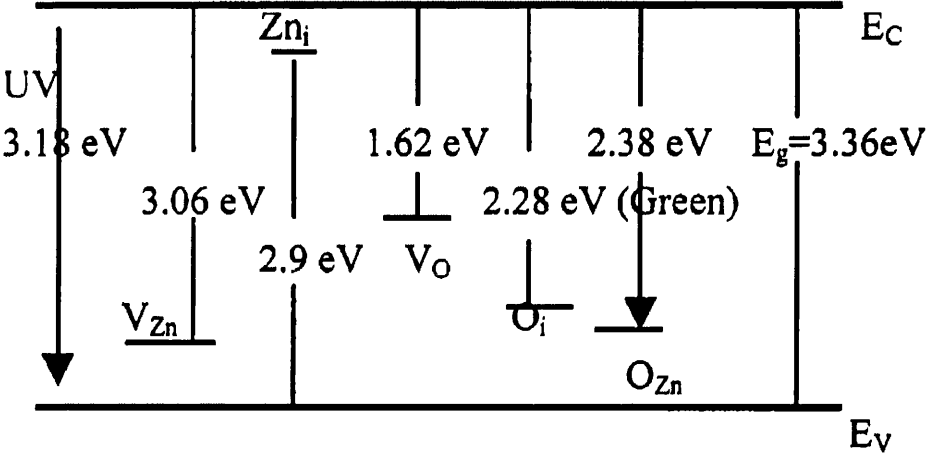 Zn<sub>i</sub>
E<sub>C</sub>
UV
3.18 eV
1.62 eV
2.38 eV
E<sub>g</sub>=3.36eV
3.06 eV
2.28 eV (Green)
2.9 eV
V<sub>O</sub>
V<sub>Zn</sub>
O<sub>i</sub>
O<sub>Zn</sub>
E<sub>V</sub>